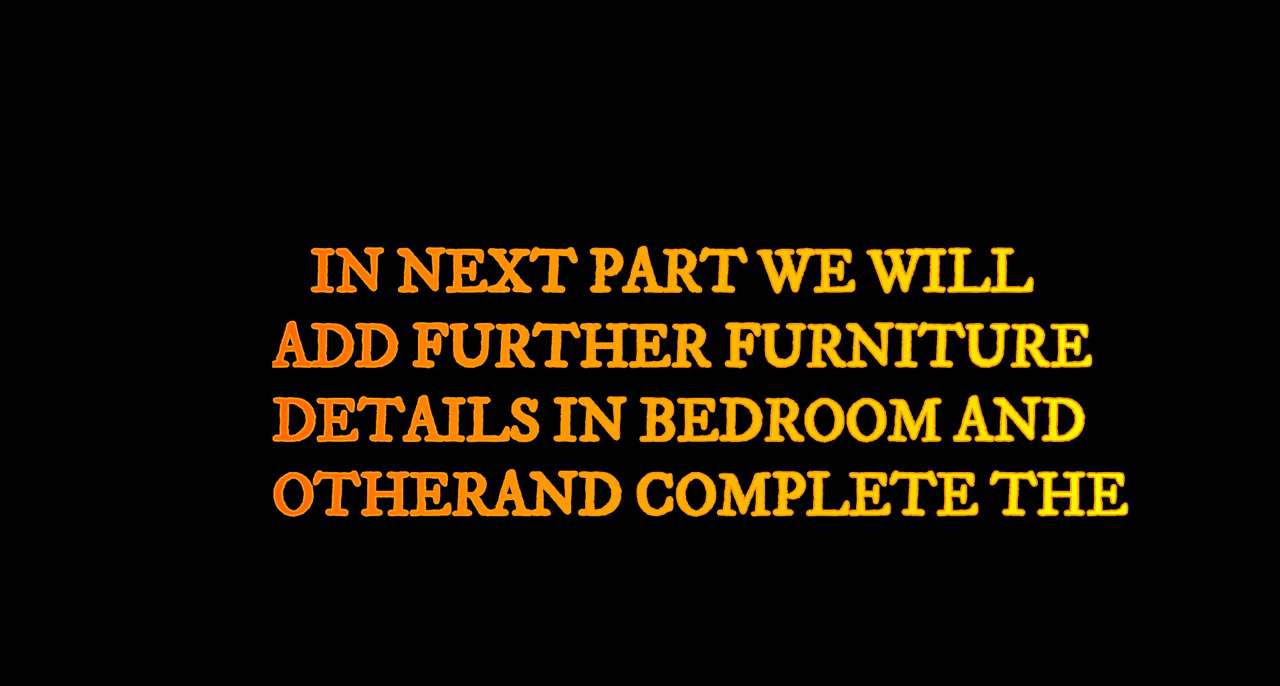 IN NEXT PART WE WILL
ADD FURTHER FURNITURE
DETAILS IN BEDROOM AND
OTHERAND COMPLETE THE